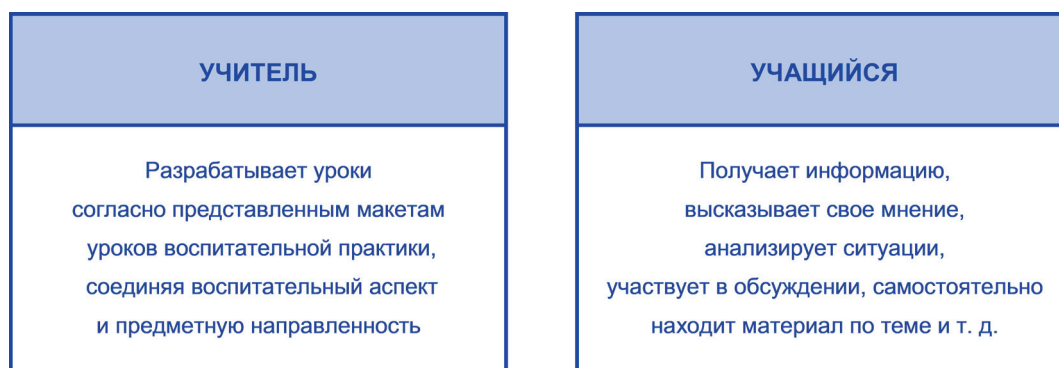 УЧИТЕЛЬ
Разрабатывает уроки
согласно представленным макетам
уроков воспитательной практики,
соединяя воспитательный аспект
и предметную направленность
УЧАЩИЙСЯ
Получает информацию,
высказывает свое мнение,
анализирует ситуации,
участвует в обсуждении, самостоятельно
находит материал по теме и т. д.